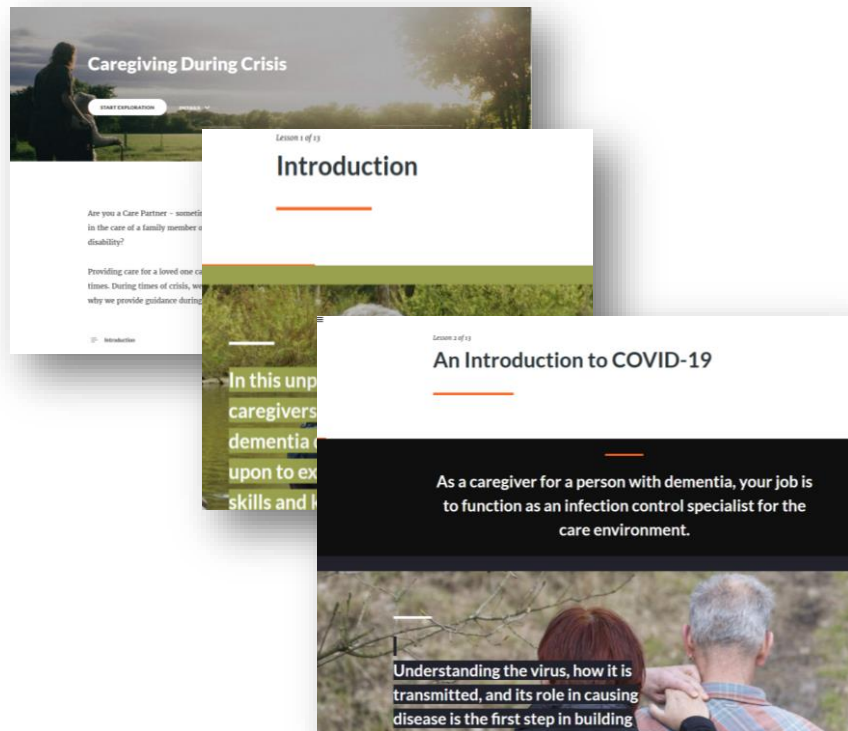 Caregiving During Crisis
START EXPLORATION
DETAILS
Are you a Care Partner - someti
in the care of a family member o
disability?
Providing care for a loved one ca
times. During times of crisis, we
why we provide guidance during
Introduction
Lesson 1 of 13
Introduction
In this unp
caregivers
dementia
upon to ex
skills and k
Lesson 2 of 13
An Introduction to COVID-19
As a caregiver for a person with dementia, your job is
to function as an infection control specialist for the
care environment.
Understanding the virus, how it is
transmitted, and its role in causing
disease is the first step in building